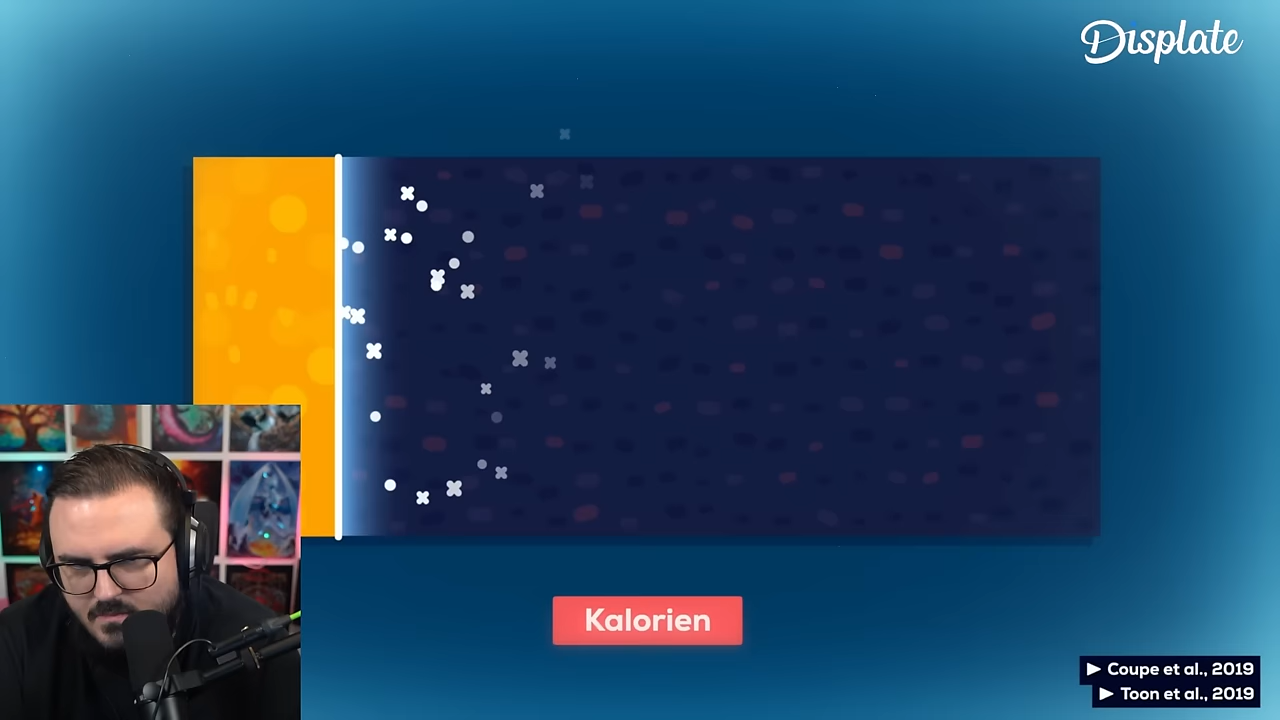 Displate
Kalorien
▶ Coupe et al., 2019
▶ Toon et al., 2019